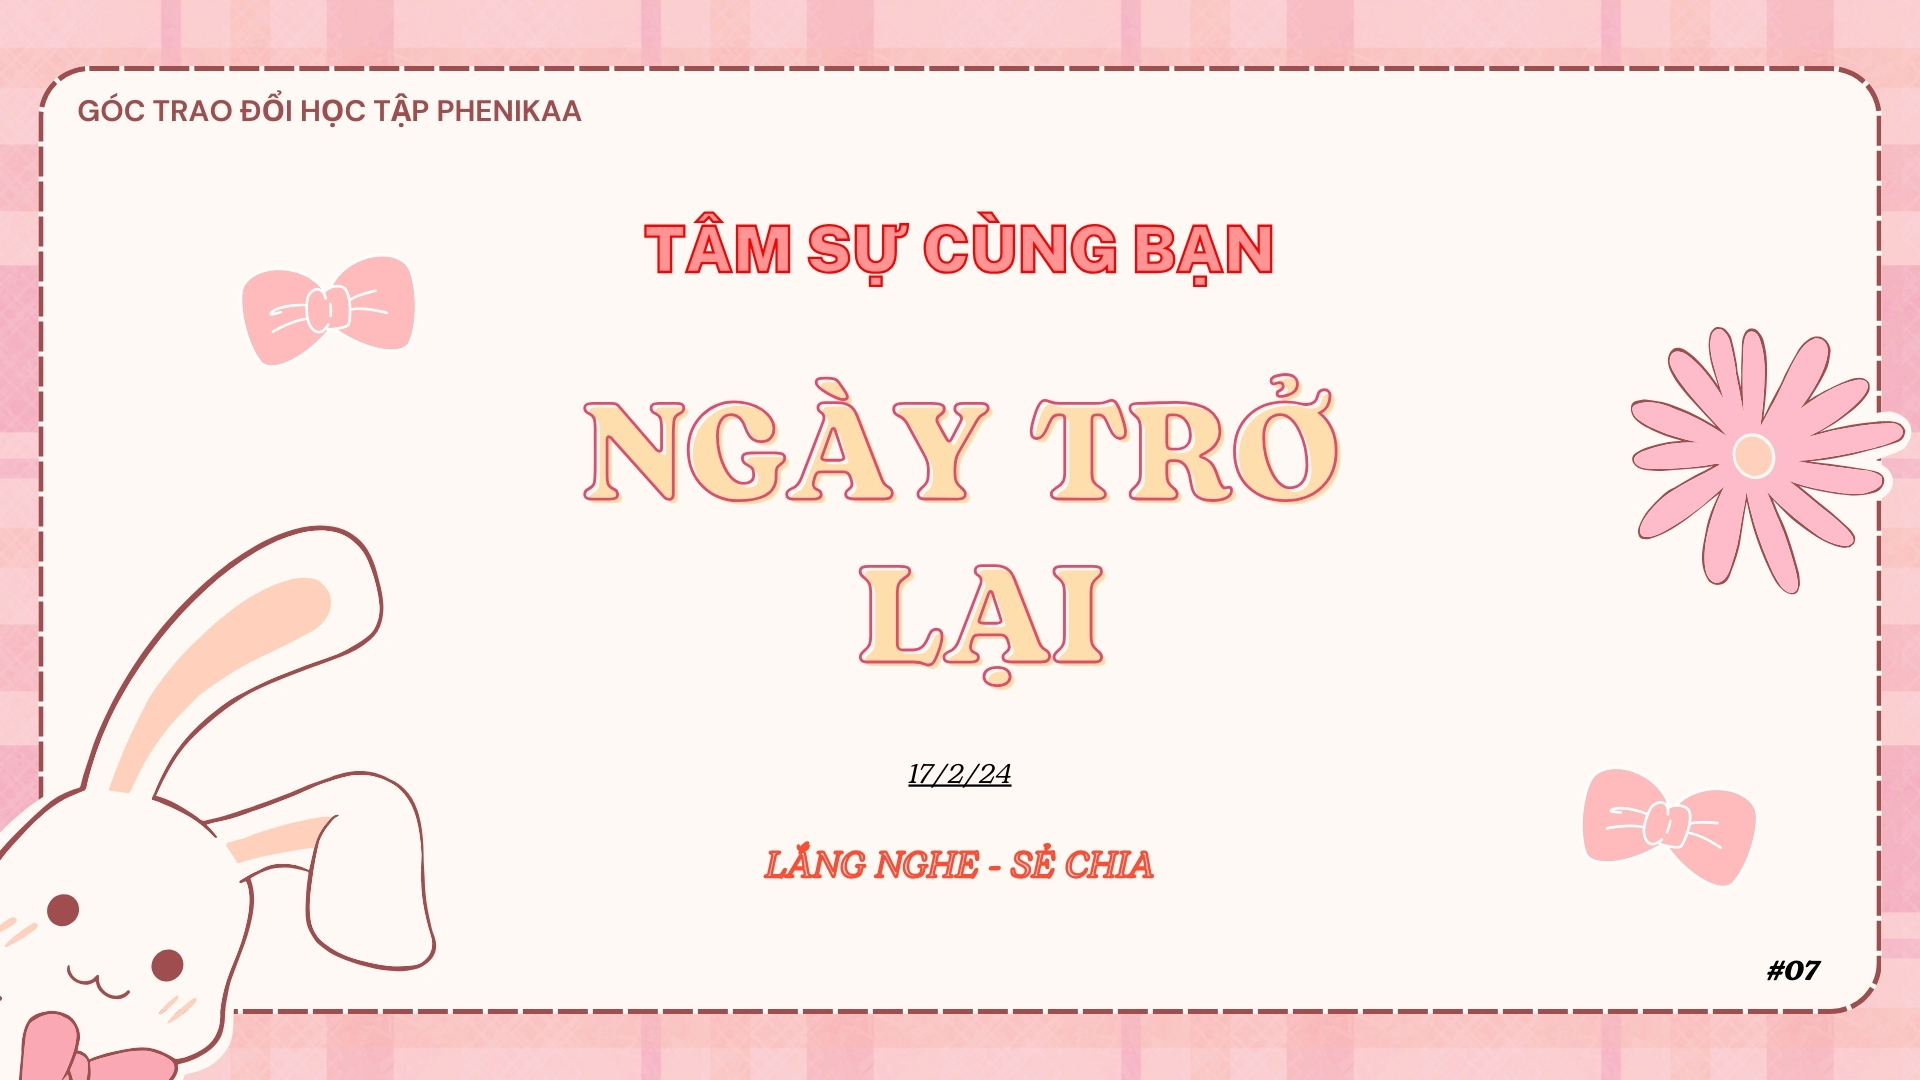 GÓC TRAO ĐỔI HỌC TẬP PHENIKAA
TÂM SỰ CÙNG BẠN
NGÀY TRỞ
LẠI
17/2/24
LẮNG NGHE - SẺ CHIA
#07